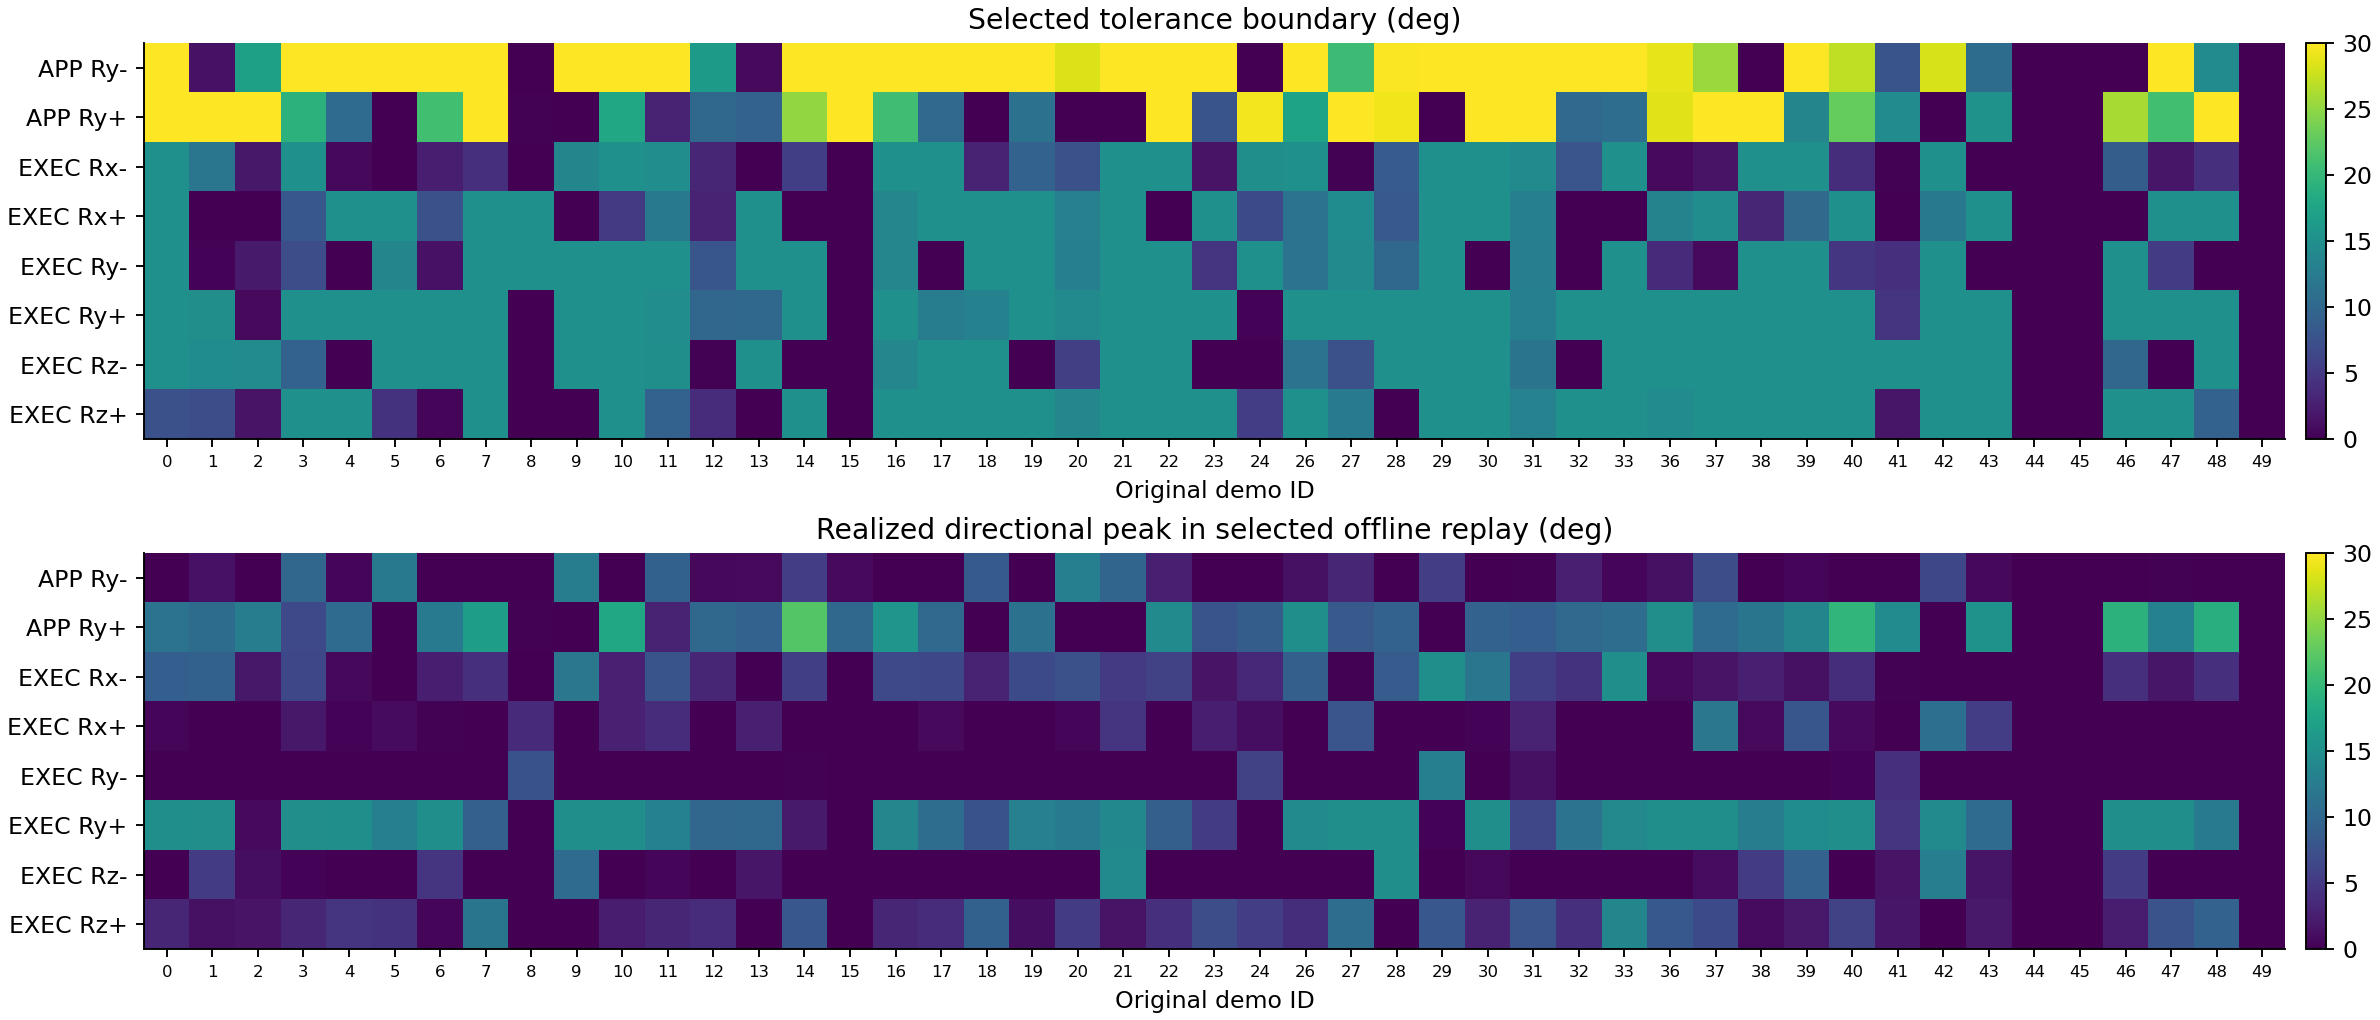 Selected tolerance boundary (deg)
APP Ry-
APP Ry+
EXEC Rx-
EXEC Rx+
EXEC Ry-
EXEC Ry+
EXEC Rz-
EXEC Rz+
0 1 2 3 4 5 6 7 8 9 10 11 12 13 14 15 16 17 18 19 20 21 22 23 24 26 27 28 29 30 31 32 33 36 37 38 39 40 41 42 43 44 45 46 47 48 49
Original demo ID
30
25
20
15
10
5
0
Realized directional peak in selected offline replay (deg)
APP Ry-
APP Ry+
EXEC Rx-
EXEC Rx+
EXEC Ry-
EXEC Ry+
EXEC Rz-
EXEC Rz+
0 1 2 3 4 5 6 7 8 9 10 11 12 13 14 15 16 17 18 19 20 21 22 23 24 26 27 28 29 30 31 32 33 36 37 38 39 40 41 42 43 44 45 46 47 48 49
Original demo ID
30
25
20
15
10
5
0